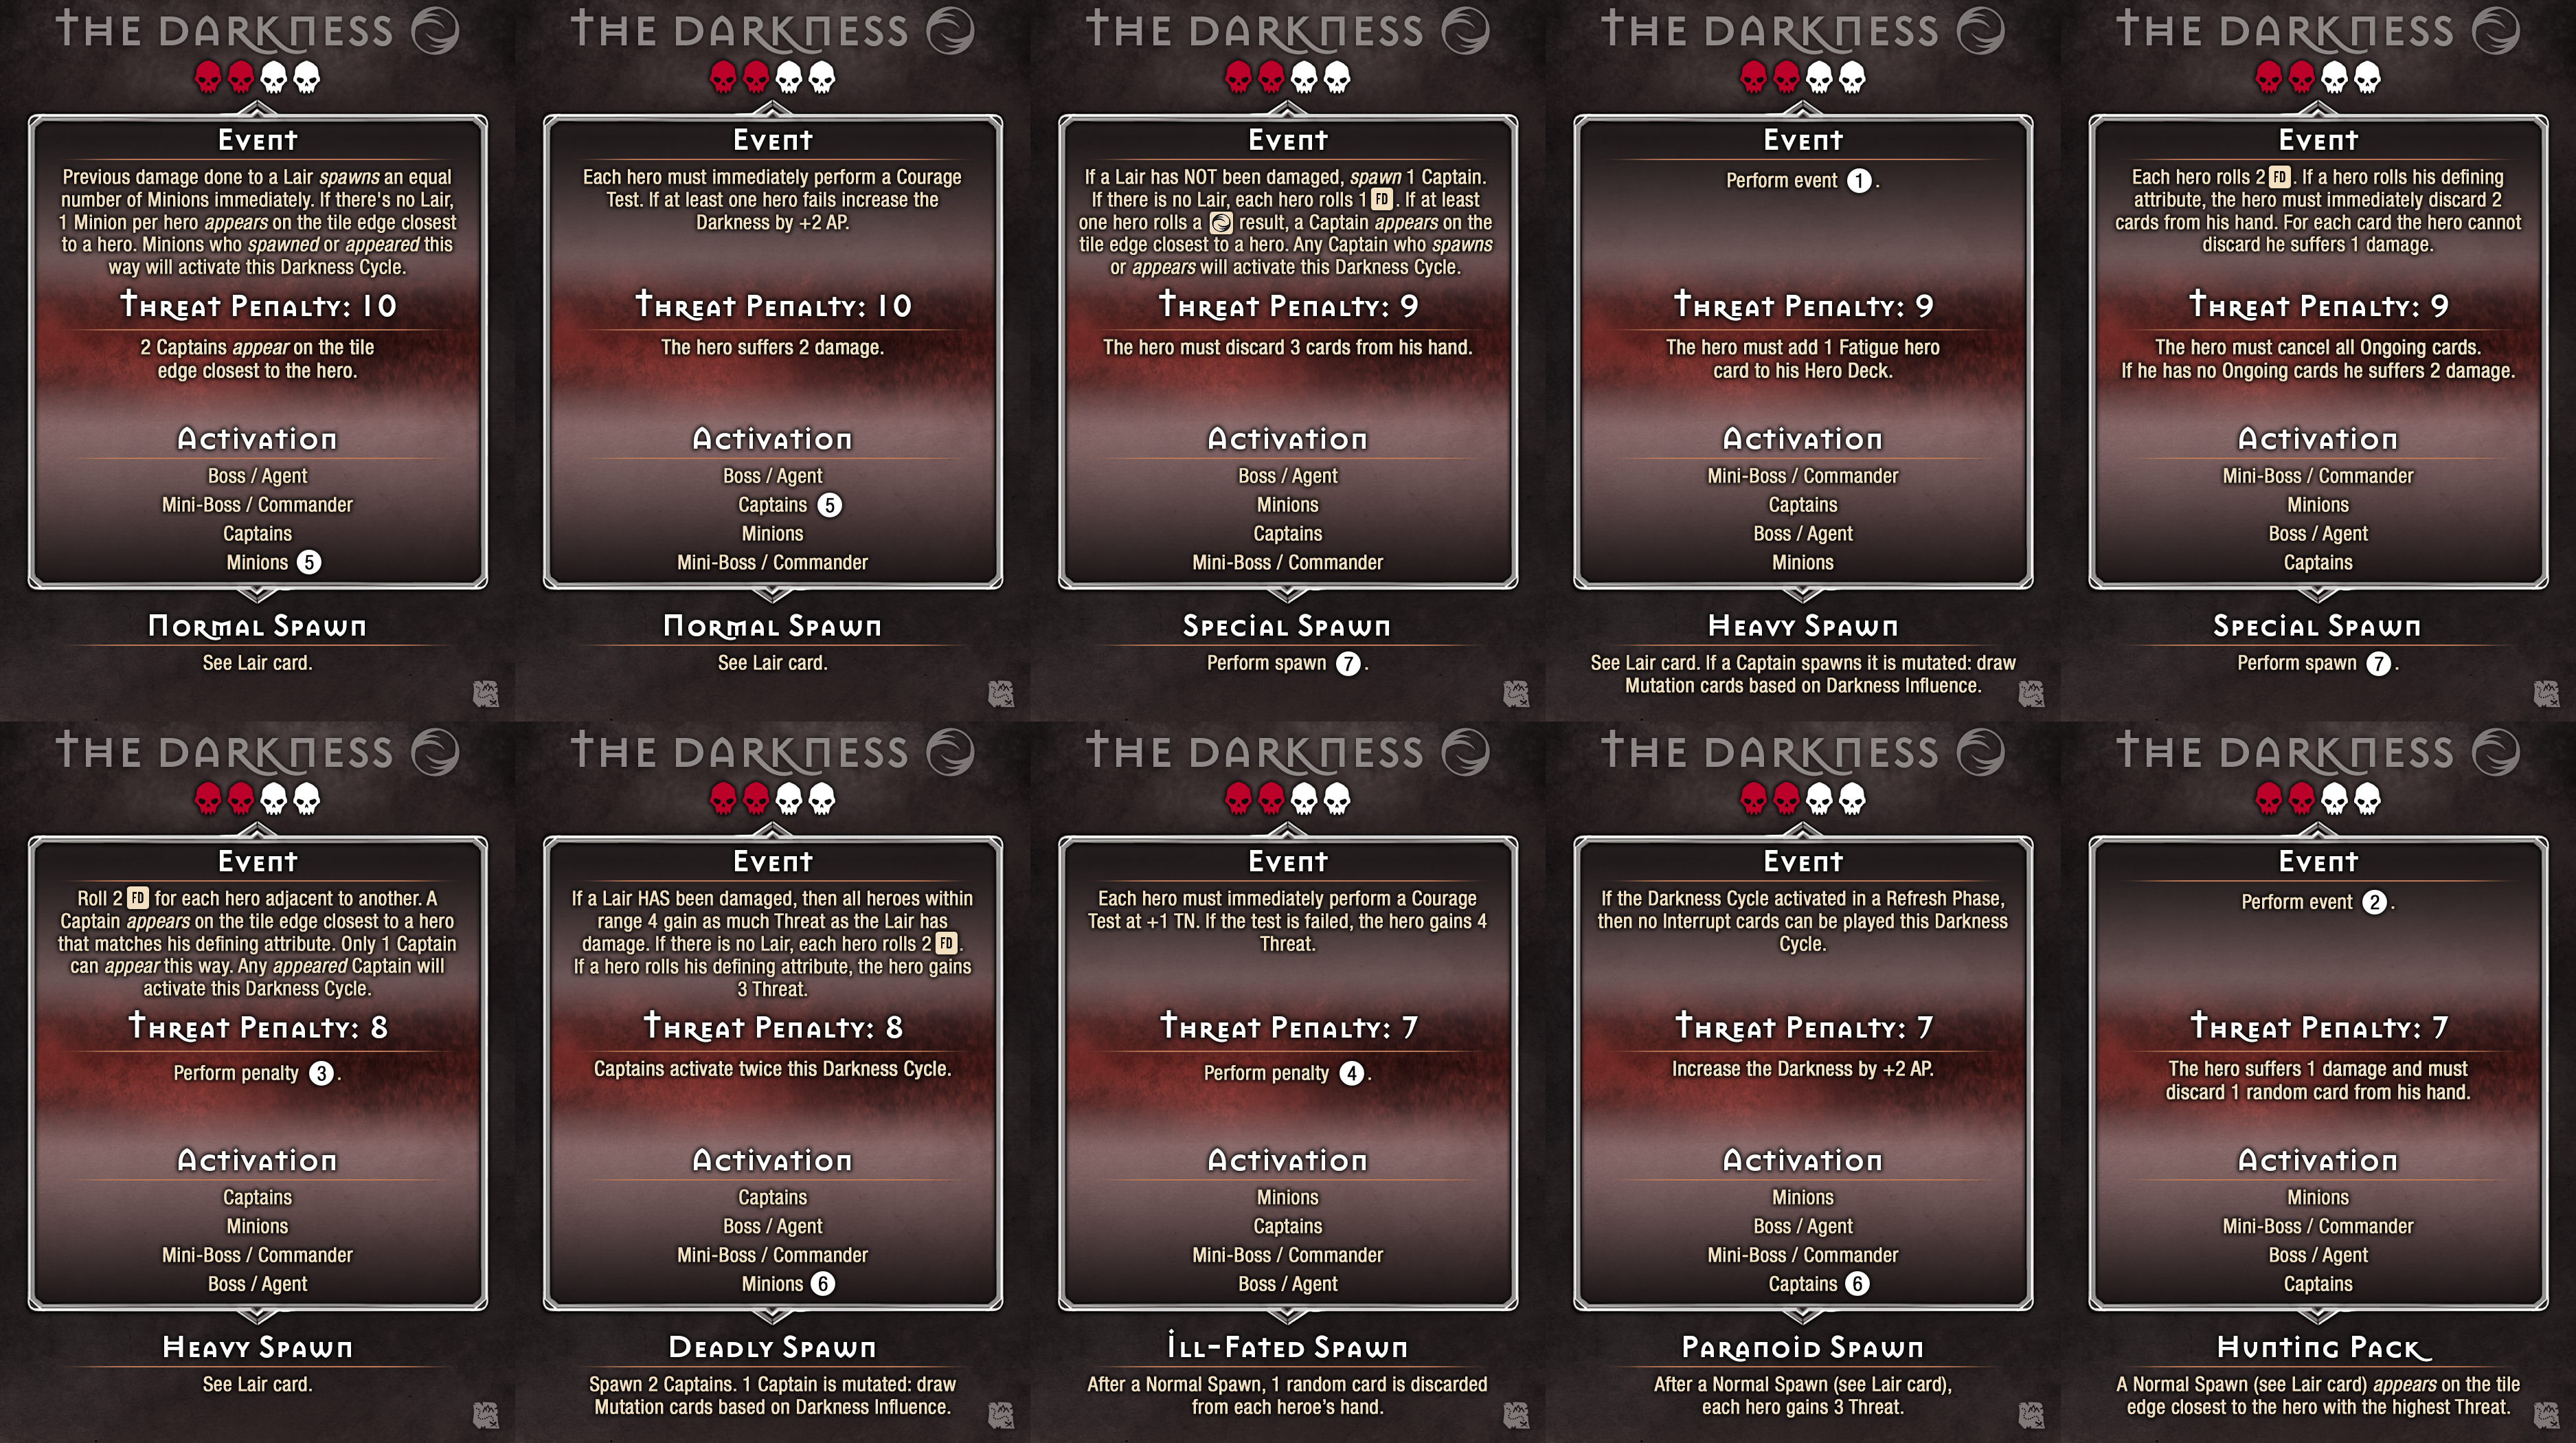 THE DARKNESS
Event
Previous damage done to a Lair spawns an equal
number of Minions immediately. If there's no Lair,
1 Minion per hero appears on the tile edge closest
to a hero. Minions who spawned or appeared this
way will activate this Darkness Cycle.
Threat Penalty: 10
2 Captains appear on the tile
edge closest to the hero.
Activation
Boss / Agent
Mini-Boss / Commander
Captains
Minions 5
Normal Spawn
See Lair card.
THE DARKNESS
Event
Each hero must immediately perform a Courage
Test. If at least one hero fails increase the
Darkness by +2 AP.
Threat Penalty: 10
The hero suffers 2 damage.
Activation
Boss / Agent
Captains 5
Minions
Mini-Boss / Commander
Normal Spawn
See Lair card.
THE DARKNESS
Event
If a Lair has NOT been damaged, spawn 1 Captain.
If there is no Lair, each hero rolls 1 FD. If at least
one hero rolls a result, a Captain appears on the
tile edge closest to a hero. Any Captain who spawns
or appears will activate this Darkness Cycle.
Threat Penalty: 9
The hero must discard 3 cards from his hand.
Activation
Boss / Agent
Minions
Captains
Mini-Boss / Commander
Special Spawn
Perform spawn 7.
THE DARKNESS
Event
Perform event 1.
Threat Penalty: 9
The hero must add 1 Fatigue hero
card to his Hero Deck.
Activation
Mini-Boss / Commander
Captains
Boss / Agent
Minions
Heavy Spawn
See Lair card. If a Captain spawns it is mutated: draw
Mutation cards based on Darkness Influence.
THE DARKNESS
Event
Each hero rolls 2 FD. If a hero rolls his defining
attribute, the hero must immediately discard 2
cards from his hand. For each card the hero cannot
discard he suffers 1 damage.
Threat Penalty: 9
The hero must cancel all Ongoing cards.
If he has no Ongoing cards he suffers 2 damage.
Activation
Mini-Boss / Commander
Minions
Boss / Agent
Captains
Special Spawn
Perform spawn 7.
THE DARKNESS
Event
Roll 2 FD for each hero adjacent to another. A
Captain appears on the tile edge closest to a hero
that matches his defining attribute. Only 1 Captain
can appear this way. Any appeared Captain will
activate this Darkness Cycle.
Threat Penalty: 8
Perform penalty 3.
Activation
Captains
Minions
Mini-Boss / Commander
Boss / Agent
Heavy Spawn
See Lair card.
THE DARKNESS
Event
If a Lair HAS been damaged, then all heroes within
range 4 gain as much Threat as the Lair has
damage. If there is no Lair, each hero rolls 2 FD.
If a hero rolls his defining attribute, the hero gains
3 Threat.
Threat Penalty: 8
Captains activate twice this Darkness Cycle.
Activation
Captains
Boss / Agent
Mini-Boss / Commander
Minions 6
Deadly Spawn
Spawn 2 Captains. 1 Captain is mutated: draw
Mutation cards based on Darkness Influence.
THE DARKNESS
Event
Each hero must immediately perform a Courage
Test at +1 TN. If the test is failed, the hero gains 4
Threat.
Threat Penalty: 7
Perform penalty 4.
Activation
Minions
Captains
Mini-Boss / Commander
Boss / Agent
Ill-Fated Spawn
After a Normal Spawn, 1 random card is discarded
from each heroe's hand.
THE DARKNESS
Event
If the Darkness Cycle activated in a Refresh Phase,
then no Interrupt cards can be played this Darkness
Cycle.
Threat Penalty: 7
Increase the Darkness by +2 AP.
Activation
Minions
Boss / Agent
Mini-Boss / Commander
Captains 6
Paranoid Spawn
After a Normal Spawn (see Lair card),
each hero gains 3 Threat.
THE DARKNESS
Event
Perform event 2.
Threat Penalty: 7
The hero suffers 1 damage and must
discard 1 random card from his hand.
Activation
Minions
Mini-Boss / Commander
Boss / Agent
Captains
Hunting Pack
A Normal Spawn (see Lair card) appears on the tile
edge closest to the hero with the highest Threat.